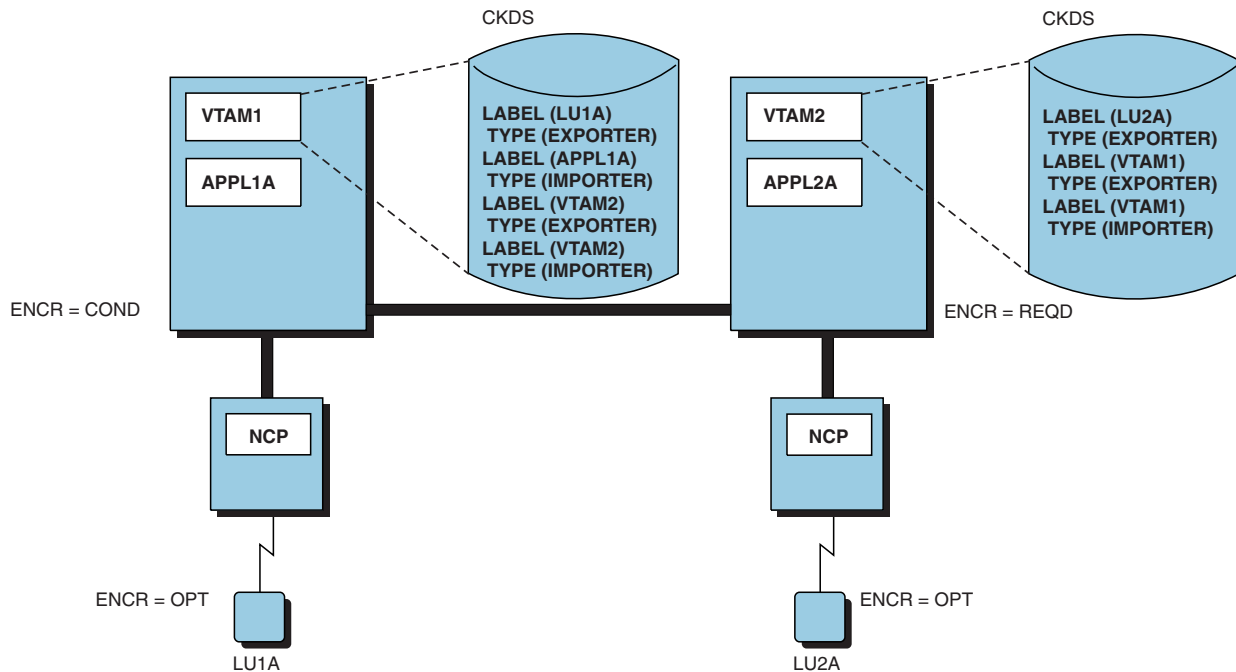 CKDS
CKDS
VTAM1
APPL1A
LABEL (LU1A)
TYPE (EXPORTER)
LABEL (APPL1A)
TYPE (IMPORTER)
LABEL (VTAM2)
TYPE (EXPORTER)
LABEL (VTAM2)
TYPE (IMPORTER)
VTAM2
APPL2A
LABEL (LU2A)
TYPE (EXPORTER)
LABEL (VTAM1)
TYPE (EXPORTER)
LABEL (VTAM1)
TYPE (IMPORTER)
ENCR = COND
ENCR = REQD
NCP
NCP
ENCR = OPT
ENCR = OPT
LU1A
LU2A